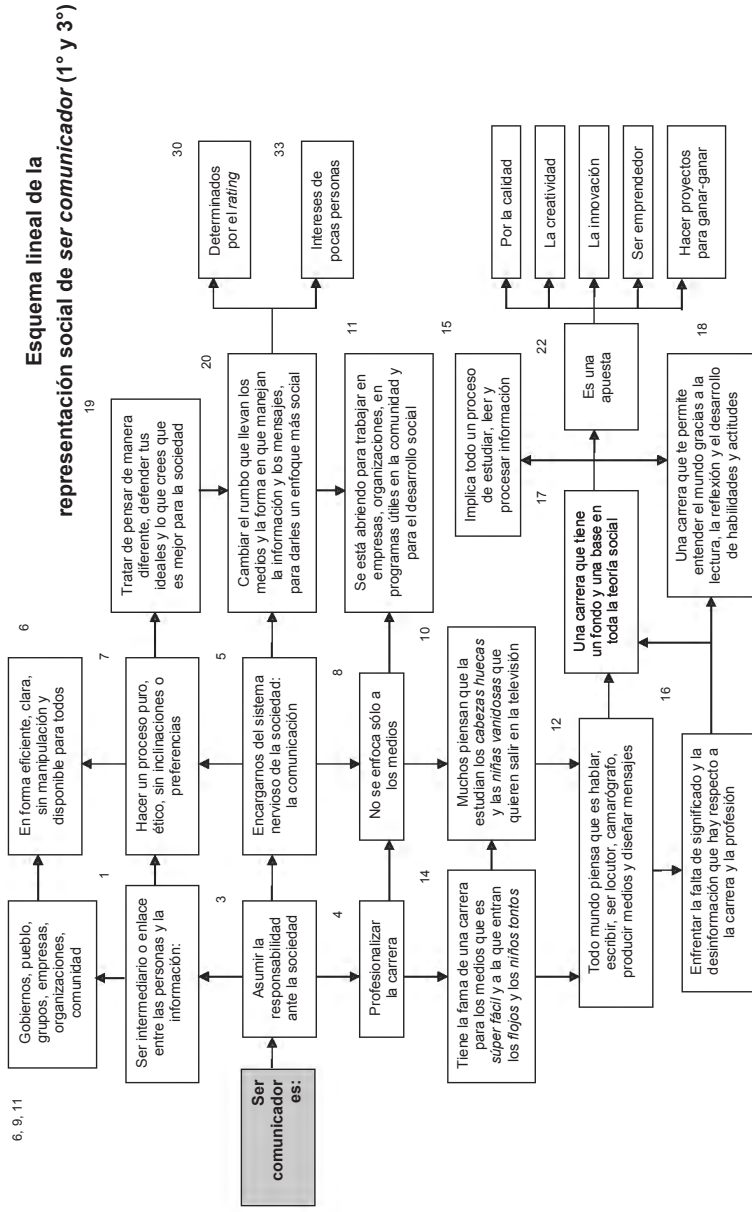 Esquema lineal de la
representación social de ser comunicador (1° y 3°)
6, 9, 11
Gobiernos, pueblo,
grupos, empresas,
organizaciones,
comunidad
6
En forma eficiente, clara,
sin manipulación y
disponible para todos
1
Ser intermediario o enlace
entre las personas y la
información:
7
Hacer un proceso puro,
ético, sin inclinaciones o
preferencias
19
Tratar de pensar de manera
diferente, defender tus
ideales y lo que crees que
es mejor para la sociedad
Ser
comunicador
es:
3
Asumir la
responsabilidad
ante la sociedad
5
Encargarnos del sistema
nervioso de la sociedad:
la comunicación
20
Cambiar el rumbo que llevan los
medios y la forma en que manejan
la información y los mensajes,
para darles un enfoque más social
30
Determinados
por el rating
33
Intereses de
pocas personas
4
Profesionalizar
la carrera
8
No se enfoca sólo a
los medios
11
Se está abriendo para trabajar en
empresas, organizaciones, en
programas útiles en la comunidad y
para el desarrollo social
14
Tiene la fama de una carrera
para los medios que es
súper fácil y a la que entran
los flojos y los niños tontos
10
Muchos piensan que la
estudian los cabezas huecas
y las niñas vanidosas que
quieren salir en la televisión
15
Implica todo un proceso
de estudiar, leer y
procesar información
12
Todo mundo piensa que es hablar,
escribir, ser locutor, camarógrafo,
producir medios y diseñar mensajes
17
Una carrera que tiene
un fondo y una base en
toda la teoría social
22
Es una
apuesta
Por la calidad
La creatividad
La innovación
Ser emprendedor
Hacer proyectos
para ganar-ganar
16
Enfrentar la falta de significado y la
desinformación que hay respecto a
la carrera y la profesión
18
Una carrera que te permite
entender el mundo gracias a la
lectura, la reflexión y el desarrollo
de habilidades y actitudes